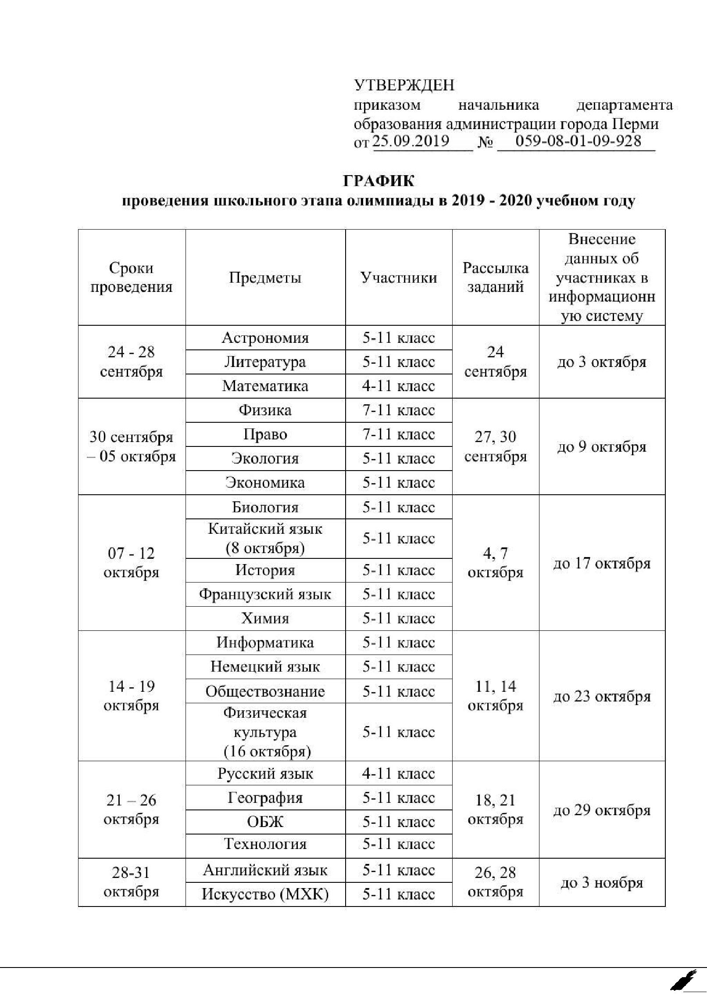 УТВЕРЖДЕН
приказом начальника департамента
образования администрации города Перми
от 25.09.2019 № 059-08-01-09-928
ГРАФИК
проведения школьного этапа олимпиады в 2019 - 2020 учебном году
Сроки
проведения
Предметы
Участники
Рассылка
заданий
Внесение
данных об
участниках в
информационн
ую систему
24 - 28
сентября
Астрономия
5-11 класс
Литература
5-11 класс
Математика
4-11 класс
24
сентября
до 3 октября
30 сентября
– 05 октября
Физика
7-11 класс
Право
7-11 класс
Экология
5-11 класс
Экономика
5-11 класс
27, 30
сентября
до 9 октября
07 - 12
октября
Биология
5-11 класс
Китайский язык
(8 октября)
5-11 класс
История
5-11 класс
Французский язык
5-11 класс
Химия
5-11 класс
4, 7
октября
до 17 октября
14 - 19
октября
Информатика
5-11 класс
Немецкий язык
5-11 класс
Обществознание
5-11 класс
Физическая
культура
(16 октября)
5-11 класс
11, 14
октября
до 23 октября
21 – 26
октября
Русский язык
4-11 класс
География
5-11 класс
ОБЖ
5-11 класс
Технология
5-11 класс
18, 21
октября
до 29 октября
28-31
октября
Английский язык
5-11 класс
Искусство (МХК)
5-11 класс
26, 28
октября
до 3 ноября